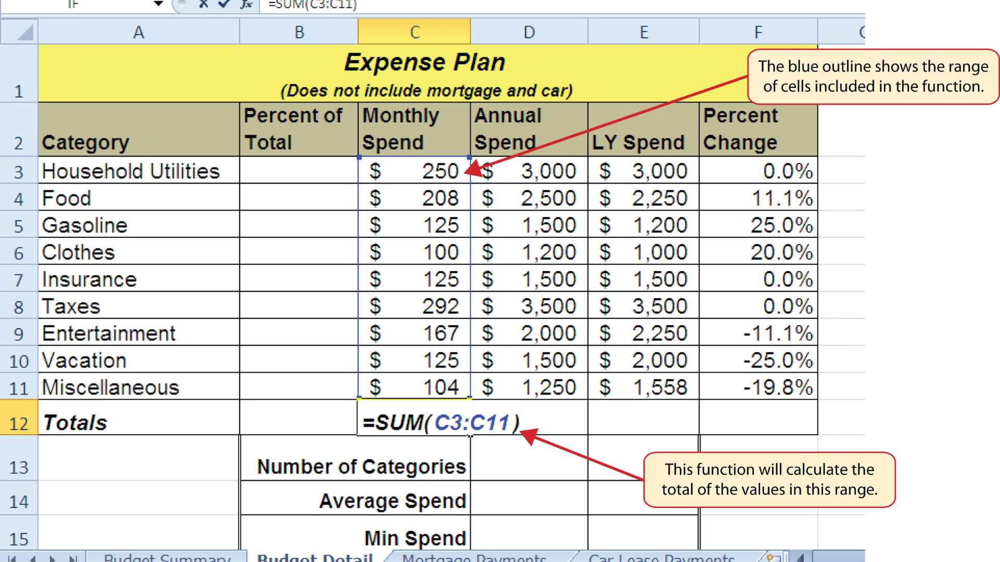 IF =SUM(C3:C11)
A B C D E F
1 Expense Plan
(Does not include mortgage and car)
2 Category Percent of Total Monthly Spend Annual Spend LY Spend Percent Change
3 Household Utilities $ 250 $ 3,000 $ 3,000 0.0%
4 Food $ 208 $ 2,500 $ 2,250 11.1%
5 Gasoline $ 125 $ 1,500 $ 1,200 25.0%
6 Clothes $ 100 $ 1,200 $ 1,000 20.0%
7 Insurance $ 125 $ 1,500 $ 1,500 0.0%
8 Taxes $ 292 $ 3,500 $ 3,500 0.0%
9 Entertainment $ 167 $ 2,000 $ 2,250 -11.1%
10 Vacation $ 125 $ 1,500 $ 2,000 -25.0%
11 Miscellaneous $ 104 $ 1,250 $ 1,558 -19.8%
12 Totals =SUM(C3:C11)
13 Number of Categories
14 Average Spend
15 Min Spend
Budget Summary Budget Detail Mortgage Payments Car Lease Payments
The blue outline shows the range
of cells included in the function.
This function will calculate the
total of the values in this range.